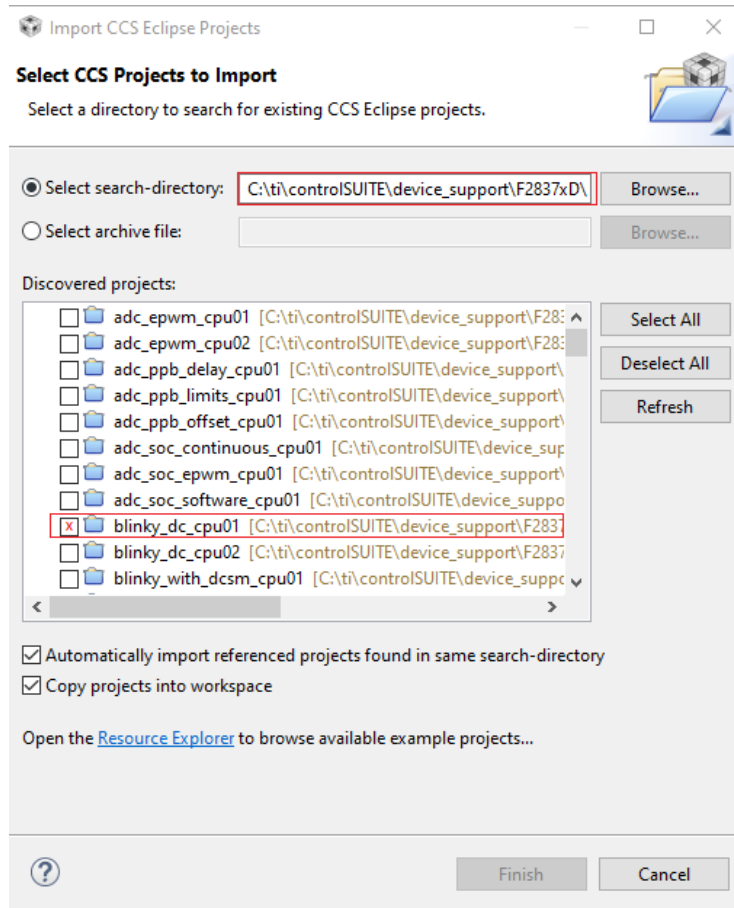 Import CCS Eclipse Projects
Select CCS Projects to Import
Select a directory to search for existing CCS Eclipse projects.
Select search-directory: C:\ti\controlSUITE\device_support\F2837xD\ Browse...
Select archive file: Browse...
Discovered projects:
adc_epwm_cpu01 [C:\ti\controlSUITE\device_support\F283 Select All
adc_epwm_cpu02 [C:\ti\controlSUITE\device_support\F283
adc_ppb_delay_cpu01 [C:\ti\controlSUITE\device_support\ Deselect All
adc_ppb_limits_cpu01 [C:\ti\controlSUITE\device_support\
adc_ppb_offset_cpu01 [C:\ti\controlSUITE\device_support\ Refresh
adc_soc_continuous_cpu01 [C:\ti\controlSUITE\device_sup
adc_soc_epwm_cpu01 [C:\ti\controlSUITE\device_support\
adc_soc_software_cpu01 [C:\ti\controlSUITE\device_suppo
x blinky_dc_cpu01 [C:\ti\controlSUITE\device_support\F2837
blinky_dc_cpu02 [C:\ti\controlSUITE\device_support\F2837
blinky_with_dcsm_cpu01 [C:\ti\controlSUITE\device_suppo
Automatically import referenced projects found in same search-directory
Copy projects into workspace
Open the Resource Explorer to browse available example projects...
? Finish Cancel